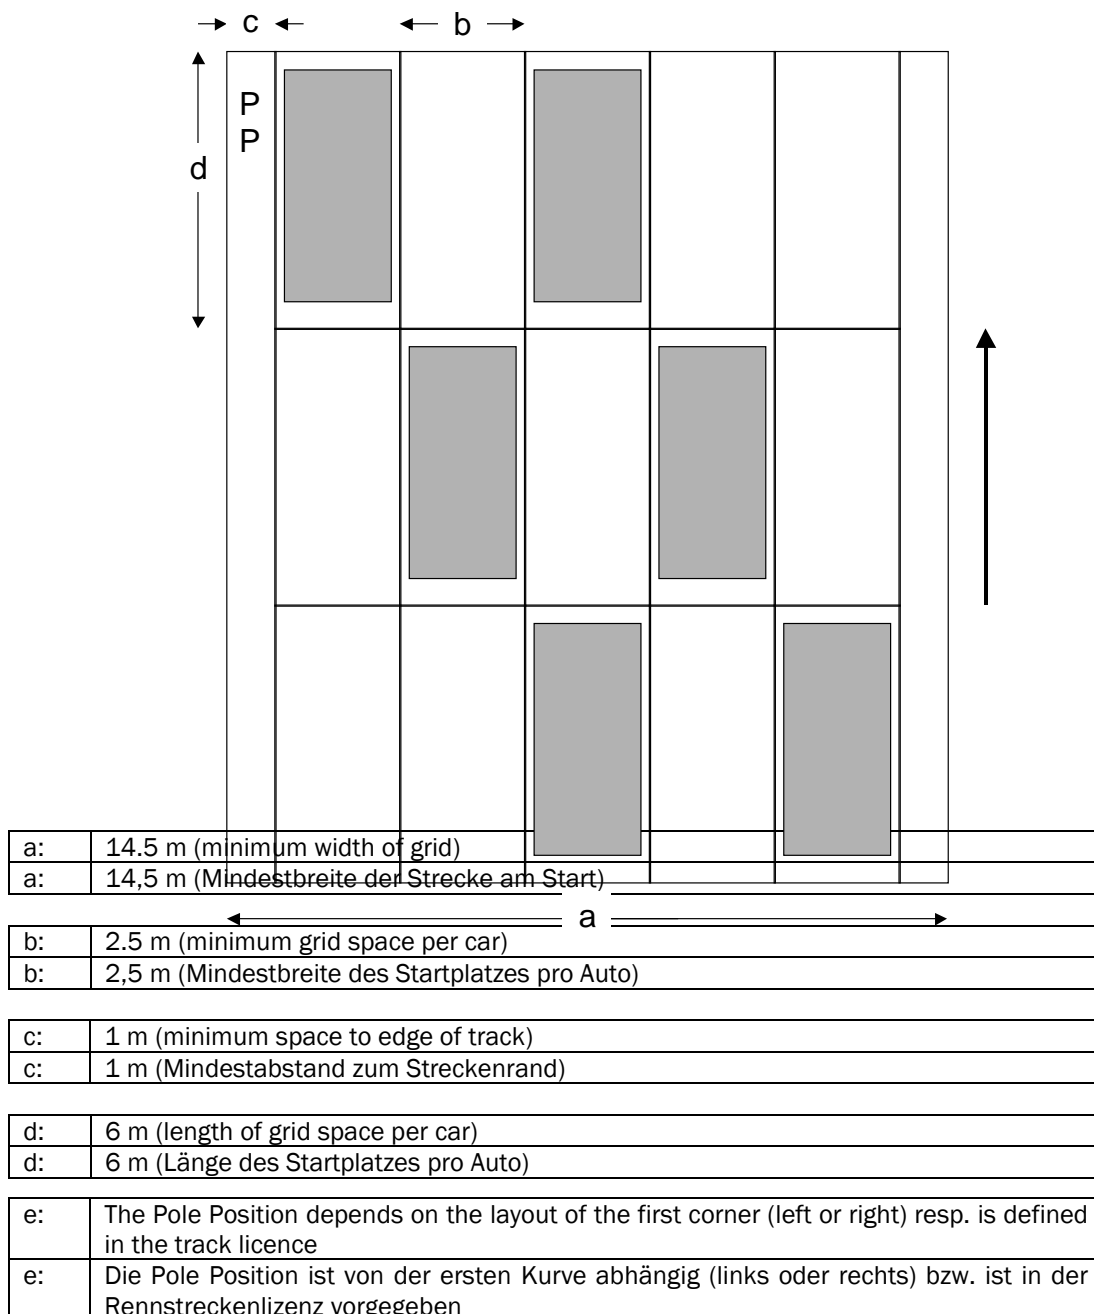 c
b
P
P
d
a: 14.5 m (minimum width of grid)
a: 14,5 m (Mindestbreite der Strecke am Start)
a
b: 2.5 m (minimum grid space per car)
b: 2,5 m (Mindestbreite des Startplatzes pro Auto)
c: 1 m (minimum space to edge of track)
c: 1 m (Mindestabstand zum Streckenrand)
d: 6 m (length of grid space per car)
d: 6 m (Länge des Startplatzes pro Auto)
e: The Pole Position depends on the layout of the first corner (left or right) resp. is defined
in the track licence
e: Die Pole Position ist von der ersten Kurve abhängig (links oder rechts) bzw. ist in der
Rennstreckenlizenz vorgegeben